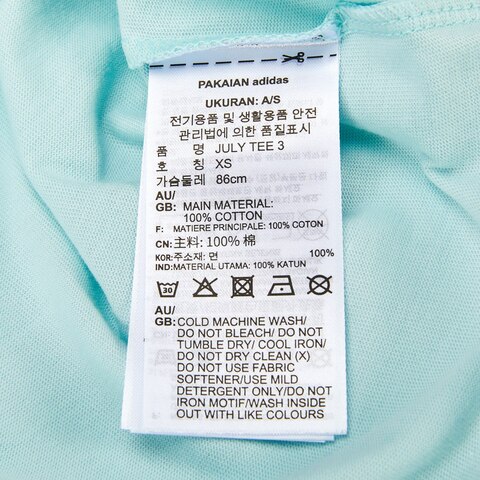 PAKAIAN adidas
UKURAN: A/S
전기용품 및 생활용품 안전
관리법에 의한 품질표시
품 명 JULY TEE 3
호 칭 XS
가슴둘레 86cm
AU/
GB: MAIN MATERIAL:
100% COTTON
F: MATIERE PRINCIPALE: 100% COTON
CN: 主料: 100% 棉
KOR: 주소재: 면 100%
IND: MATERIAL UTAMA: 100% KATUN
30
AU/
GB: COLD MACHINE WASH/
DO NOT BLEACH/ DO NOT
TUMBLE DRY/ COOL IRON/
DO NOT DRY CLEAN (X)
DO NOT USE FABRIC
SOFTENER/USE MILD
DETERGENT ONLY/DO NOT
IRON MOTIF/WASH INSIDE
OUT WITH LIKE COLOURS